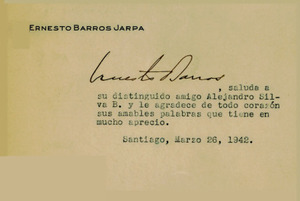 ERNESTO BARROS JARPA
Ernesto Barros
, saluda a
su distinguido amigo Alejandro Sil-
va B. y le agradece de todo corazón
sus amables palabras que tiene en
mucho aprecio.
Santiago, Marzo 26, 1942.